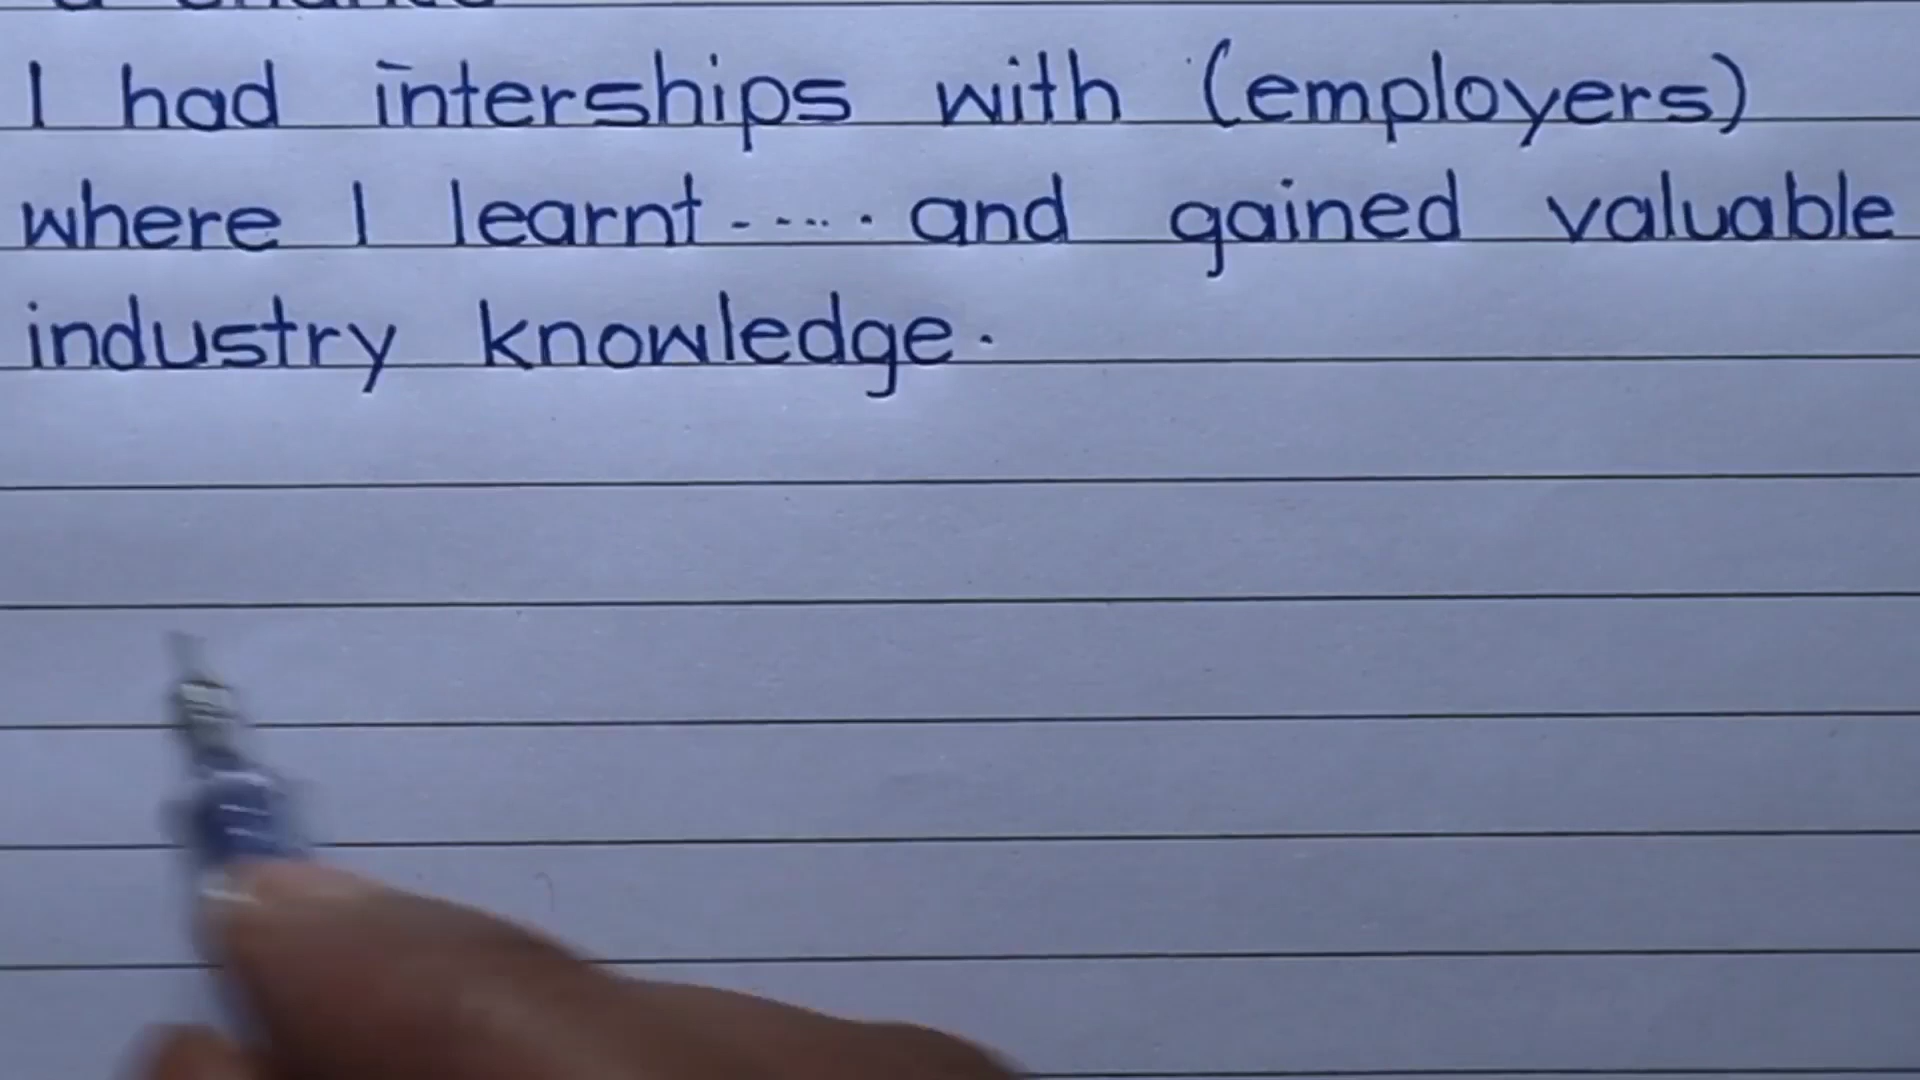 I had interships with (employers)
where I learnt - .... . and gained valuable
industry knowledge.